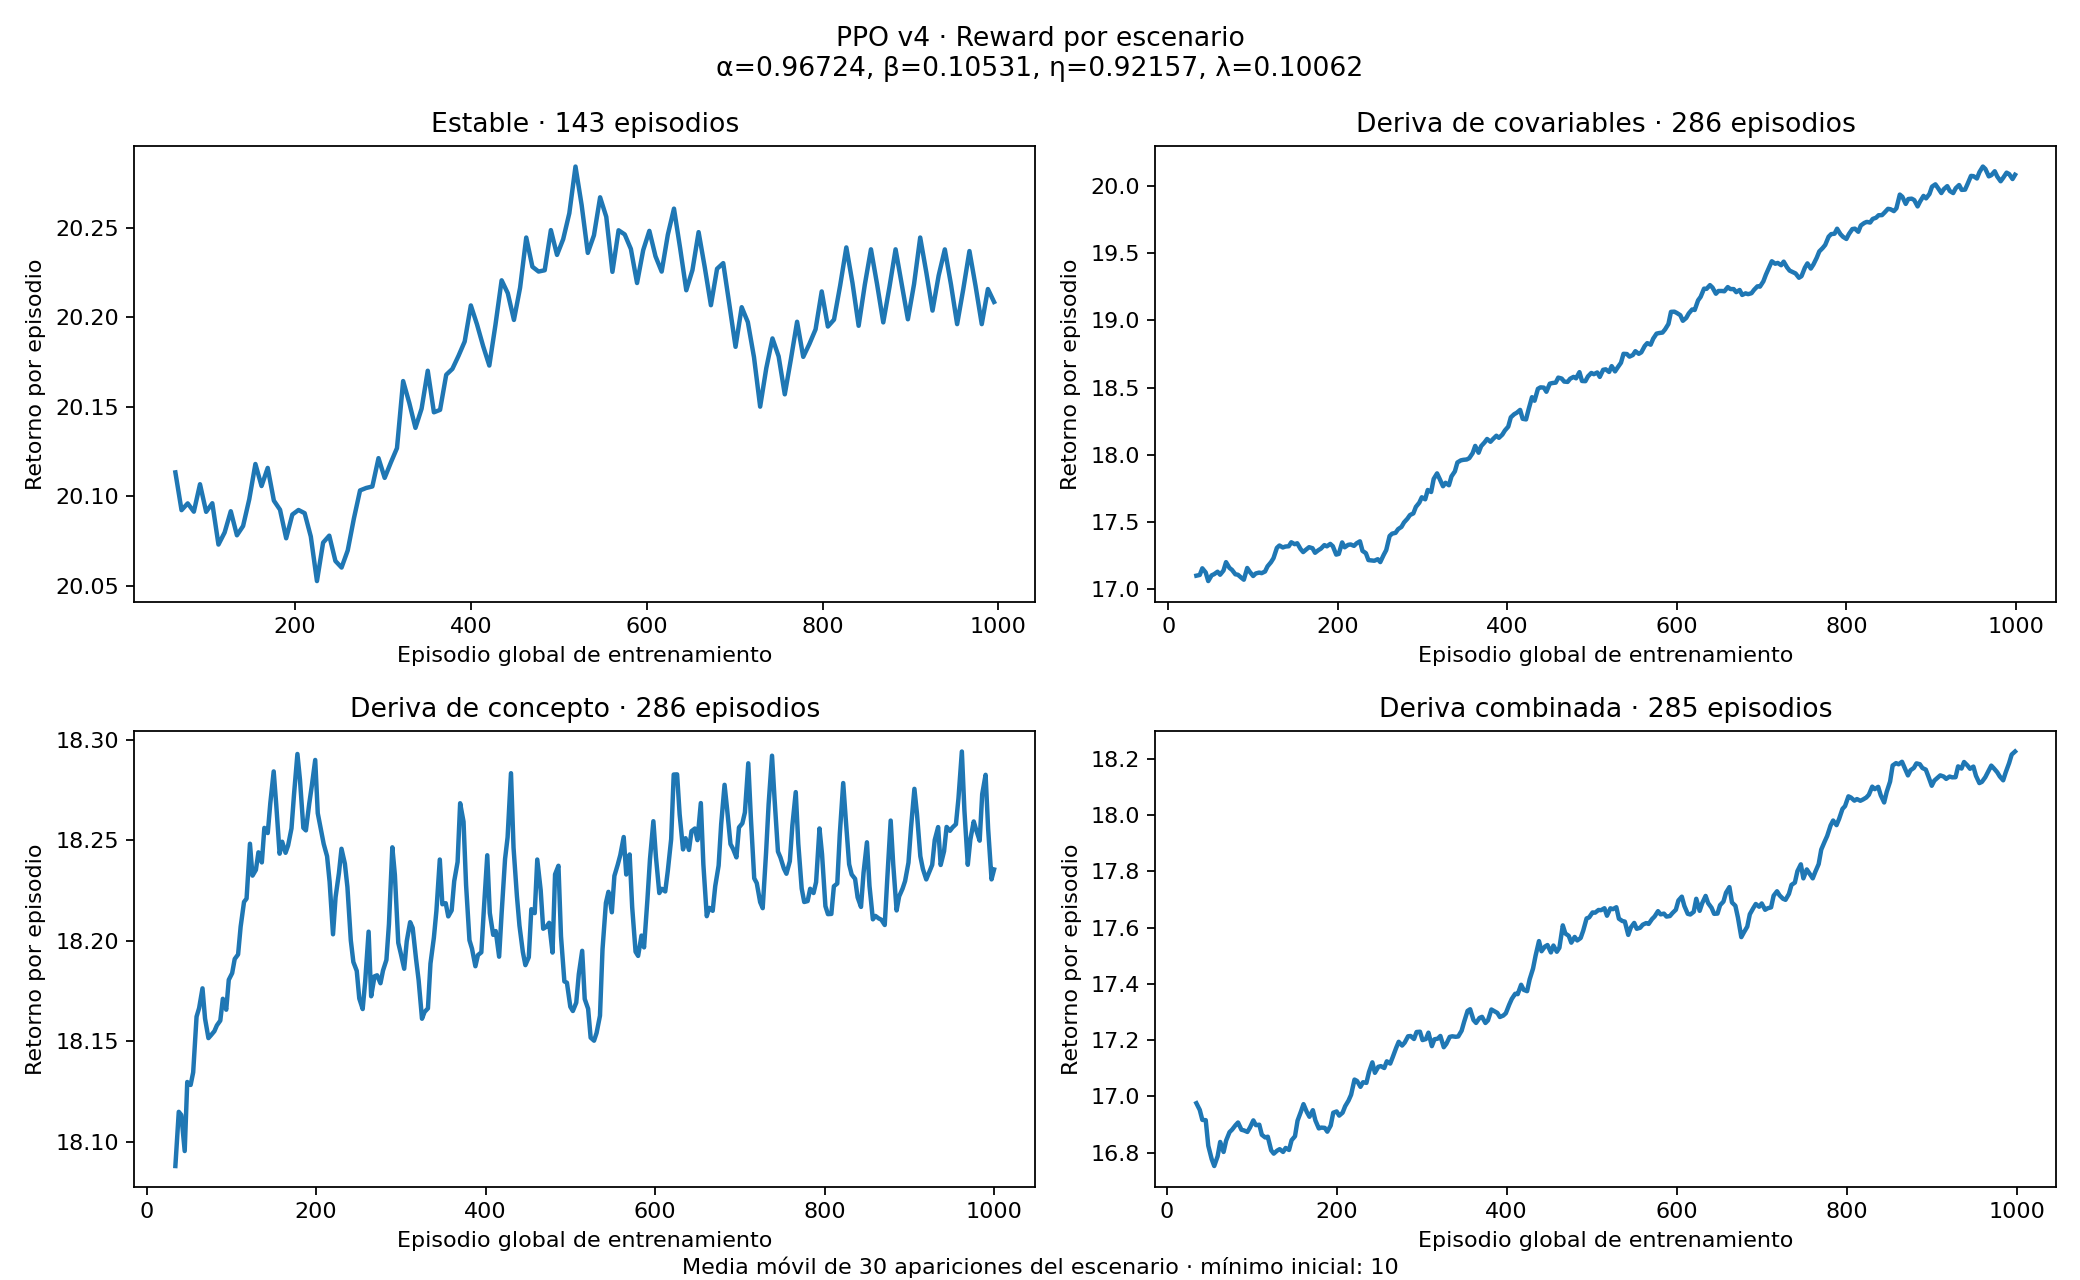 PPO v4 · Reward por escenario
α=0.96724, β=0.10531, η=0.92157, λ=0.10062
Estable · 143 episodios
Retorno por episodio
20.25
20.20
20.15
20.10
20.05
200 400 600 800 1000
Episodio global de entrenamiento
Deriva de covariables · 286 episodios
Retorno por episodio
20.0
19.5
19.0
18.5
18.0
17.5
17.0
0 200 400 600 800 1000
Episodio global de entrenamiento
Deriva de concepto · 286 episodios
Retorno por episodio
18.30
18.25
18.20
18.15
18.10
0 200 400 600 800 1000
Episodio global de entrenamiento
Deriva combinada · 285 episodios
Retorno por episodio
18.2
18.0
17.8
17.6
17.4
17.2
17.0
16.8
0 200 400 600 800 1000
Episodio global de entrenamiento
Media móvil de 30 apariciones del escenario · mínimo inicial: 10